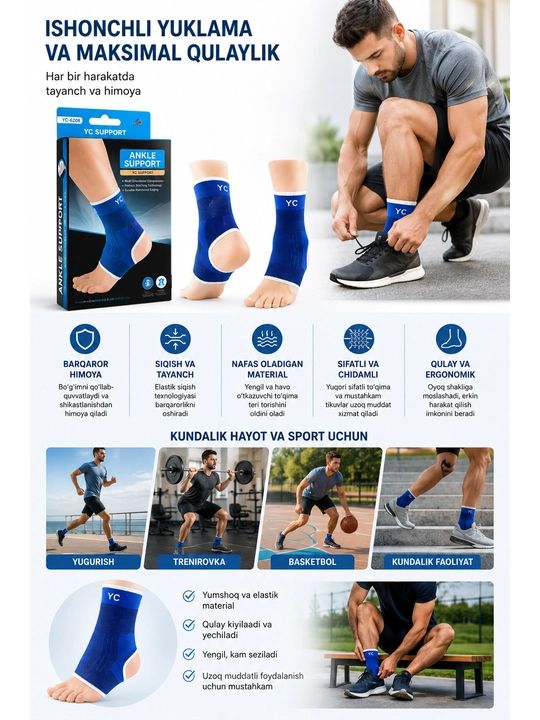 ISHONCHLI YUKLAMA
VA MAKSIMAL QULAYLIK
Har bir harakatda
tayanch va himoya
YC-6208
YC SUPPORT
ANKLE
SUPPORT
YC SUPPORT
ANKLE SUPPORT
YC
YC
YC
YC
BARQAROR
HIMOYA
Bo'g'imni qo'llab-
quvvatlaydi va
shikastlanishdan
himoya qiladi
SIQISH VA
TAYANCH
Elastik siqish
texnologiyasi
barqarorlikni
oshiradi
NAFAS OLADIGAN
MATERIAL
Yengil va havo
o'tkazuvchi to'qima
teri torishini
oldini oladi
SIFATLI VA
CHIDAMLI
Yuqori sifatli to'qima
va mustahkam
tikuvlar uzoq muddat
xizmat qiladi
QULAY VA
ERGONOMIK
Oyoq shakliga
moslashadi, erkin
harakat qilish
imkonini beradi
KUNDALIK HAYOT VA SPORT UCHUN
YUGURISH
TRENIROVKA
BASKETBOL
KUNDALIK FAOLIYAT
YC
YC
YC
Yumshoq va elastik
material
Qulay kiyilaadi va
yechiladi
Yengil, kam seziladi
Uzoq muddatli foydalanish
uchun mustahkam
YC